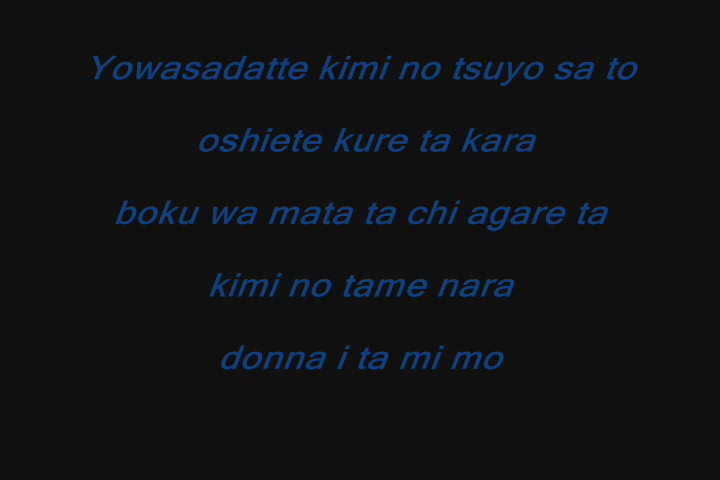 Yowasadatte kimi no tsuyo sa to
oshiete kure ta kara
boku wa mata ta chi agare ta
kimi no tame nara
donna i ta mi mo